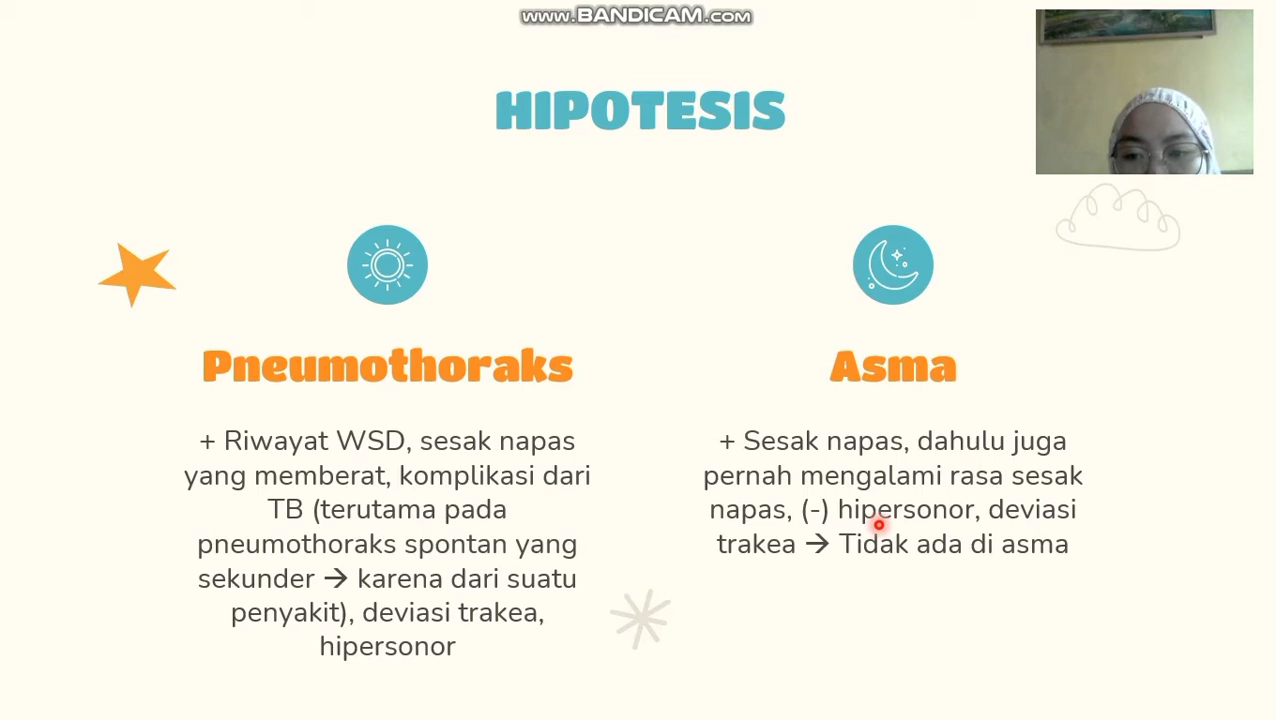 www.BANDICAM.com
HIPOTESIS
Pneumothoraks
+ Riwayat WSD, sesak napas
yang memberat, komplikasi dari
TB (terutama pada
pneumothoraks spontan yang
sekunder → karena dari suatu
penyakit), deviasi trakea,
hipersonor
Asma
+ Sesak napas, dahulu juga
pernah mengalami rasa sesak
napas, (-) hipersonor, deviasi
trakea → Tidak ada di asma